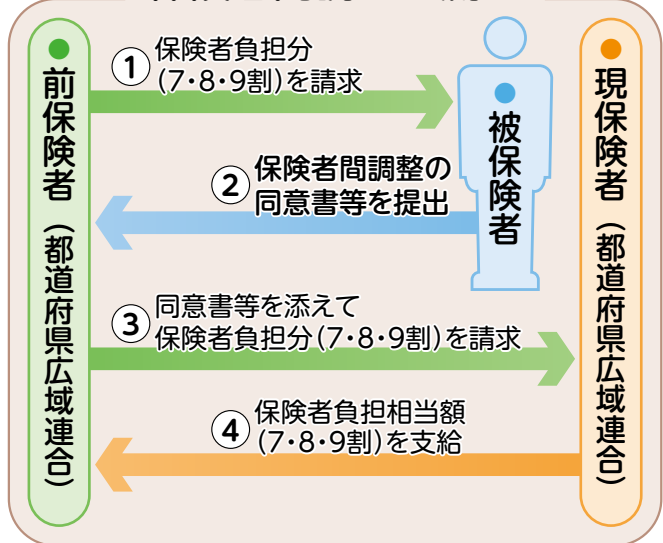 ①保険者負担分
(7・8・9割)を請求
②保険者間調整の
同意書等を提出
③同意書等を添えて
保険者負担分(7・8・9割)を請求
④保険者負担相当額
(7・8・9割)を支給
●前保険者(都道府県広域連合)
●被保険者
●現保険者(都道府県広域連合)